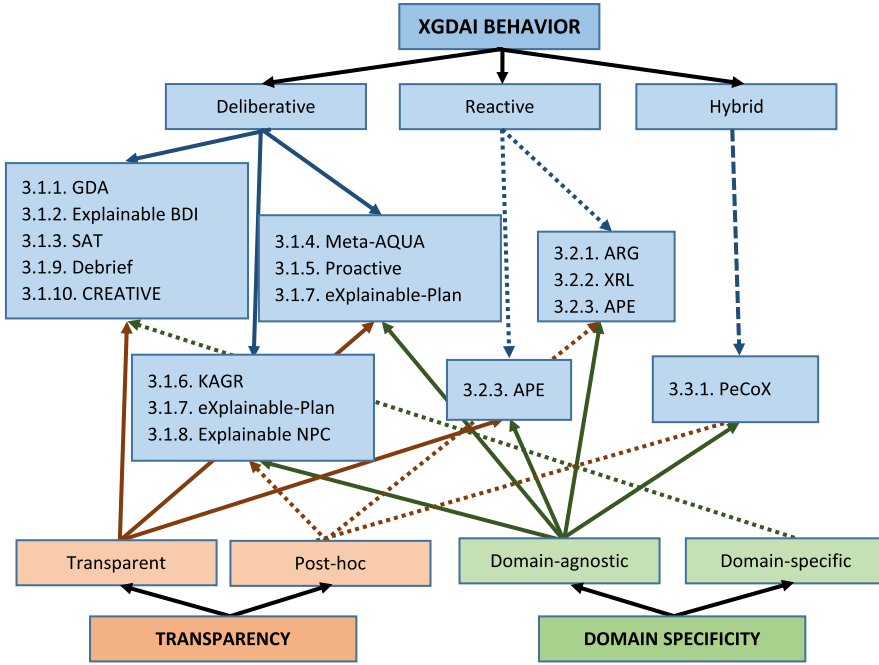 XGDAI BEHAVIOR
Deliberative
Reactive
Hybrid
3.1.1. GDA
3.1.2. Explainable BDI
3.1.3. SAT
3.1.9. Debrief
3.1.10. CREATIVE
3.1.4. Meta-AQUA
3.1.5. Proactive
3.1.7. eXplainable-Plan
3.2.1. ARG
3.2.2. XRL
3.2.3. APE
3.1.6. KAGR
3.1.7. eXplainable-Plan
3.1.8. Explainable NPC
3.2.3. APE
3.3.1. PeCoX
Transparent
Post-hoc
Domain-agnostic
Domain-specific
TRANSPARENCY
DOMAIN SPECIFICITY